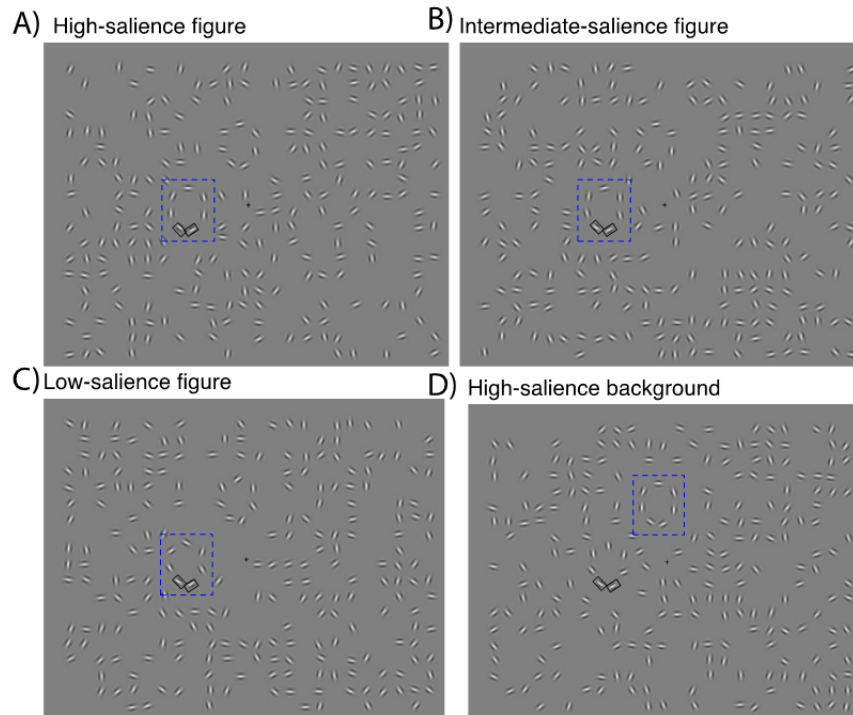 A) High-salience figure
B) Intermediate-salience figure
C) Low-salience figure
D) High-salience background